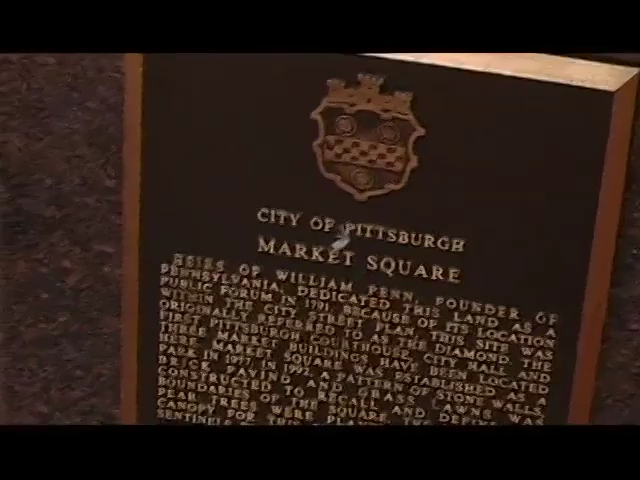 CITY OF PITTSBURGH
MARKET SQUARE
HEIRS OF WILLIAM PENN, FOUNDER OF
PENNSYLVANIA, DEDICATED THIS LAND AS A
PUBLIC FORUM IN BECAUSE OF ITS LOCATION
WITHIN THE CITY STREET PLAN. THIS SITE WAS
ORIGINALLY REFERRED TO AS THE DIAMOND. THE
FIRST PITTSBURGH COURTHOUSE, CITY HALL AND
THREE MARKET BUILDINGS HAVE BEEN LOCATED
HERE. MARKET SQUARE WAS ESTABLISHED AS A
PARK IN 1977. IN 1992, A PATTERN OF STONE WALLS,
BRICK PAVING AND GRASS LAWNS WAS
CONSTRUCTED TO RECALL AND DEFINE THE
BOUNDARIES OF THE SQUARE.
PEAR TREES WERE
CANOPY FOR